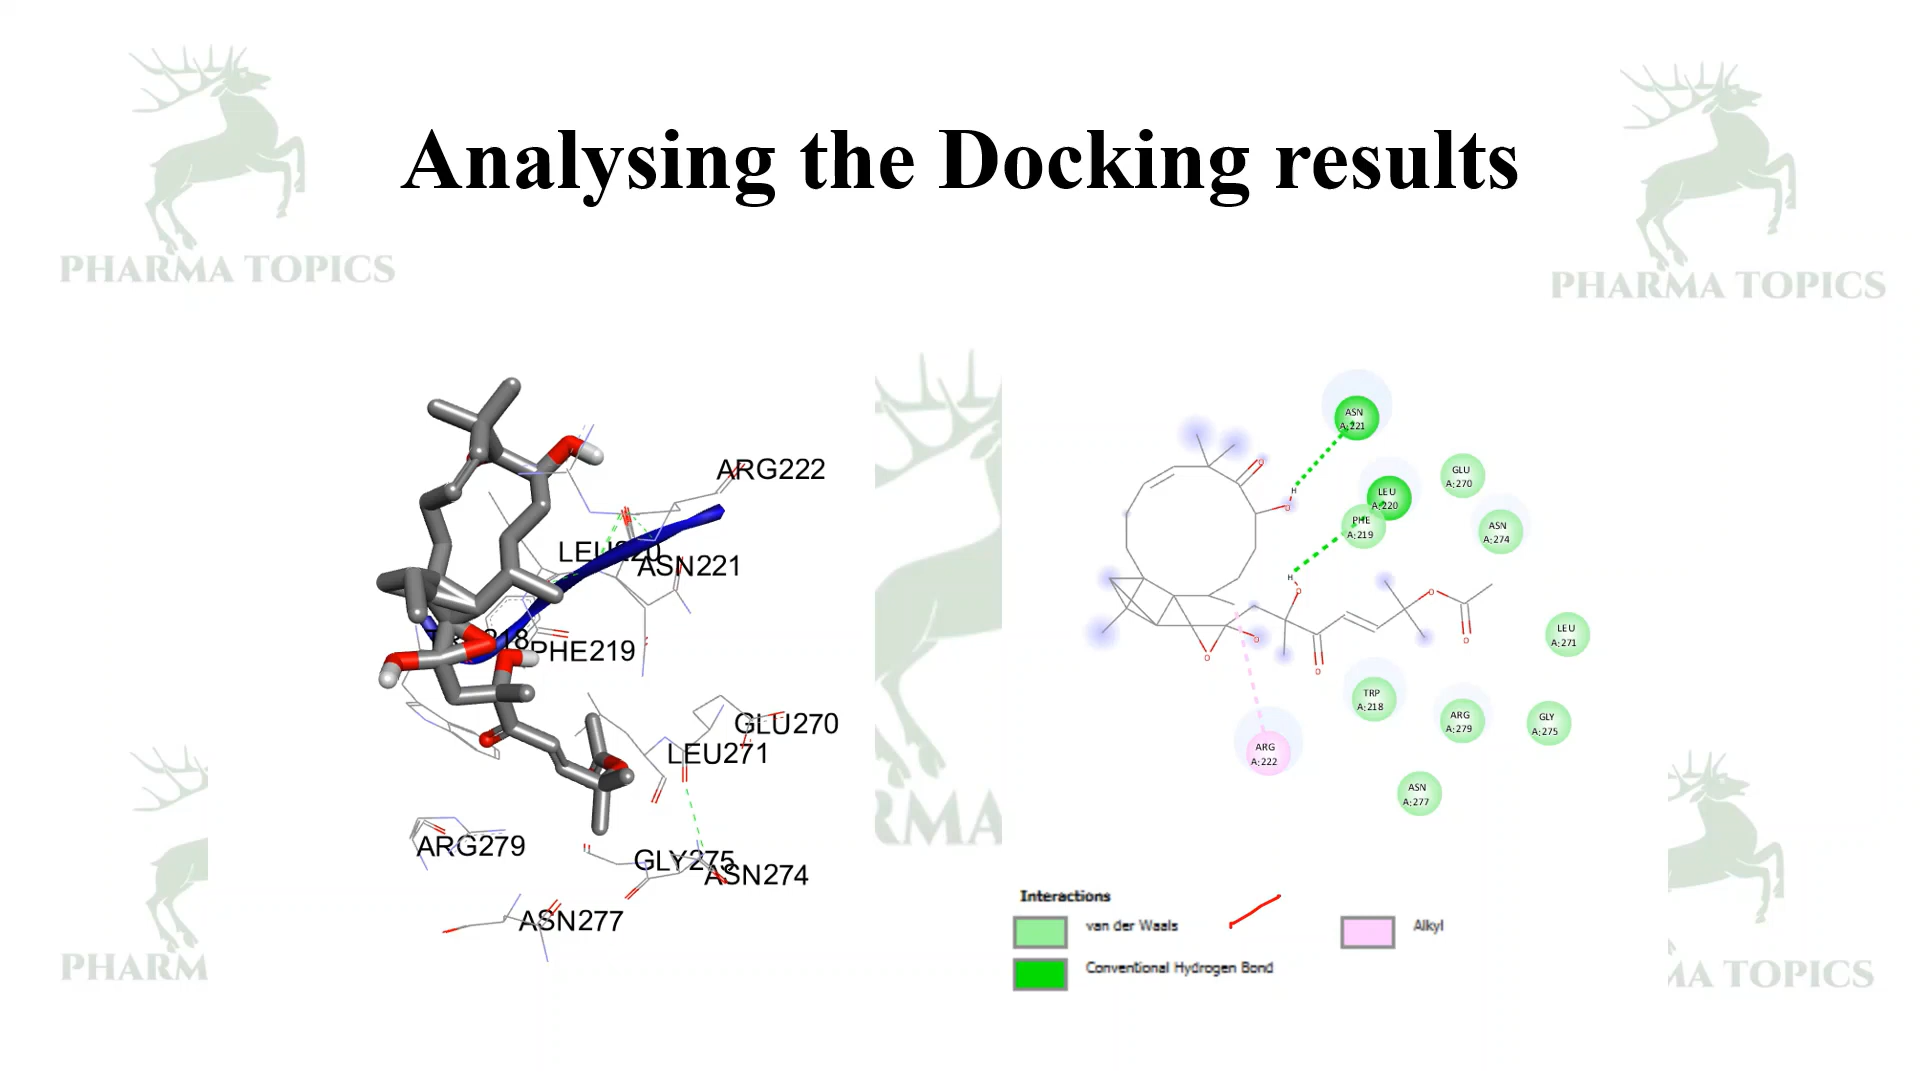 PHARMA TOPICS
PHARMA TOPICS
Analysing the Docking results
ARG222
ASN221
PHE219
GLU270
LEU271
ARG279
GLY275
ASN274
ASN277
ASN
A:221
LEU
A:220
PHE
A:219
GLU
A:270
ASN
A:274
LEU
A:271
TRP
A:218
ARG
A:279
GLY
A:275
ARG
A:222
ASN
A:277
H
O
O
H
O
O
O
O
O
O
Interactions
van der Waals
Alkyl
Conventional Hydrogen Bond
PHARM
RMA
MA TOPICS